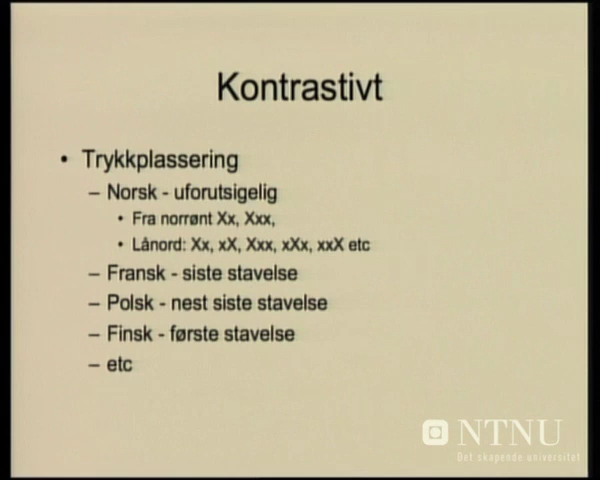 Kontrastivt
• Trykkplassering
– Norsk - uforutsigelig
• Fra norrønt Xx, Xxx,
• Lånord: Xx, xX, Xxx, xXx, xxX etc
– Fransk - siste stavelse
– Polsk - nest siste stavelse
– Finsk - første stavelse
– etc
NTNU
Det skapende universitet